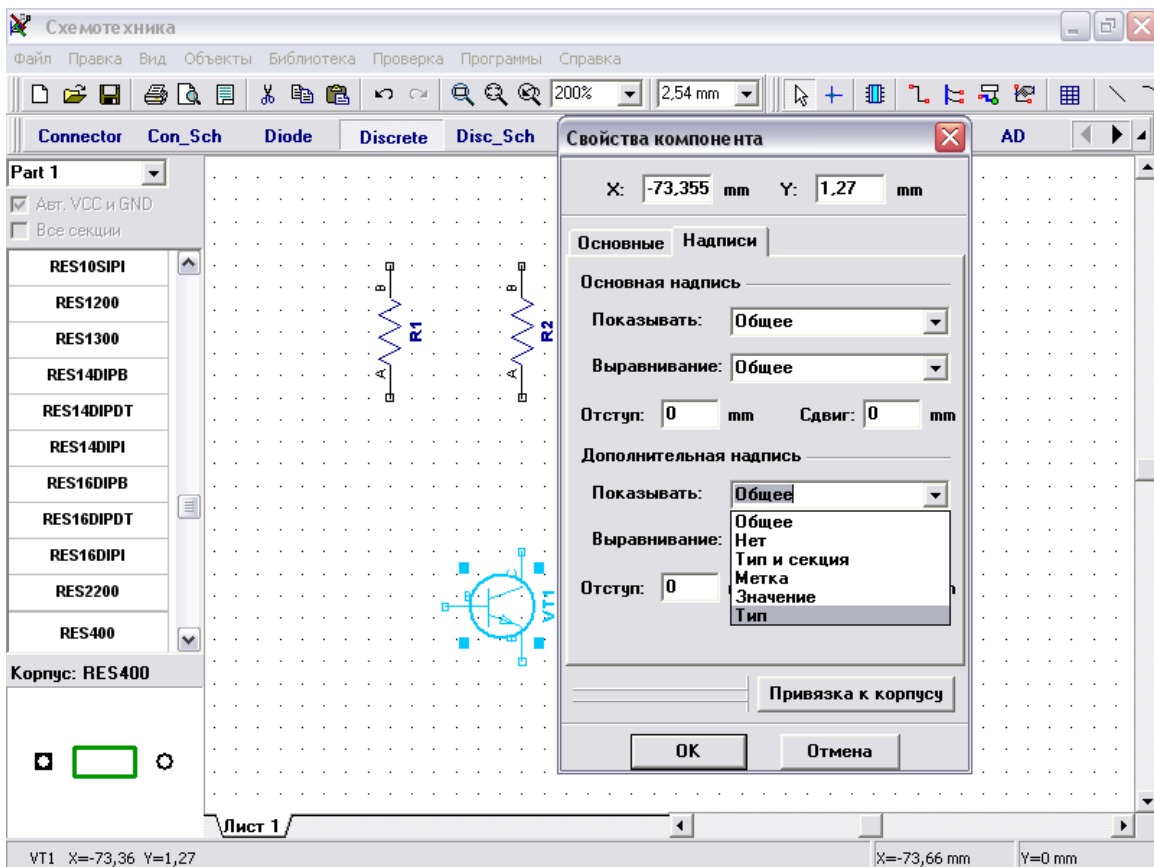 Схемотехника
Файл Правка Вид Объекты Библиотека Проверка Программы Справка
200% 2,54 mm
Connector Con_Sch Diode Discrete Disc_Sch AD
Part 1
Авт. VCC и GND
Все секции
RES10SIPI
RES1200
RES1300
RES14DIPB
RES14DIPDT
RES14DIPI
RES16DIPB
RES16DIPDT
RES16DIPI
RES2200
RES400
Корпус: RES400
B
R1
A
B
R2
A
C
B
VT1
Свойства компонента
X: -73,355 mm Y: 1,27 mm
Основные Надписи
Основная надпись
Показывать: Общее
Выравнивание: Общее
Отступ: 0 mm Сдвиг: 0 mm
Дополнительная надпись
Показывать: Общее
Общее
Нет
Тип и секция
Метка
Значение
Тип
Выравнивание:
Отступ: 0
Привязка к корпусу
OK Отмена
Лист 1
VT1 X=-73,36 Y=1,27 X=-73,66 mm Y=0 mm